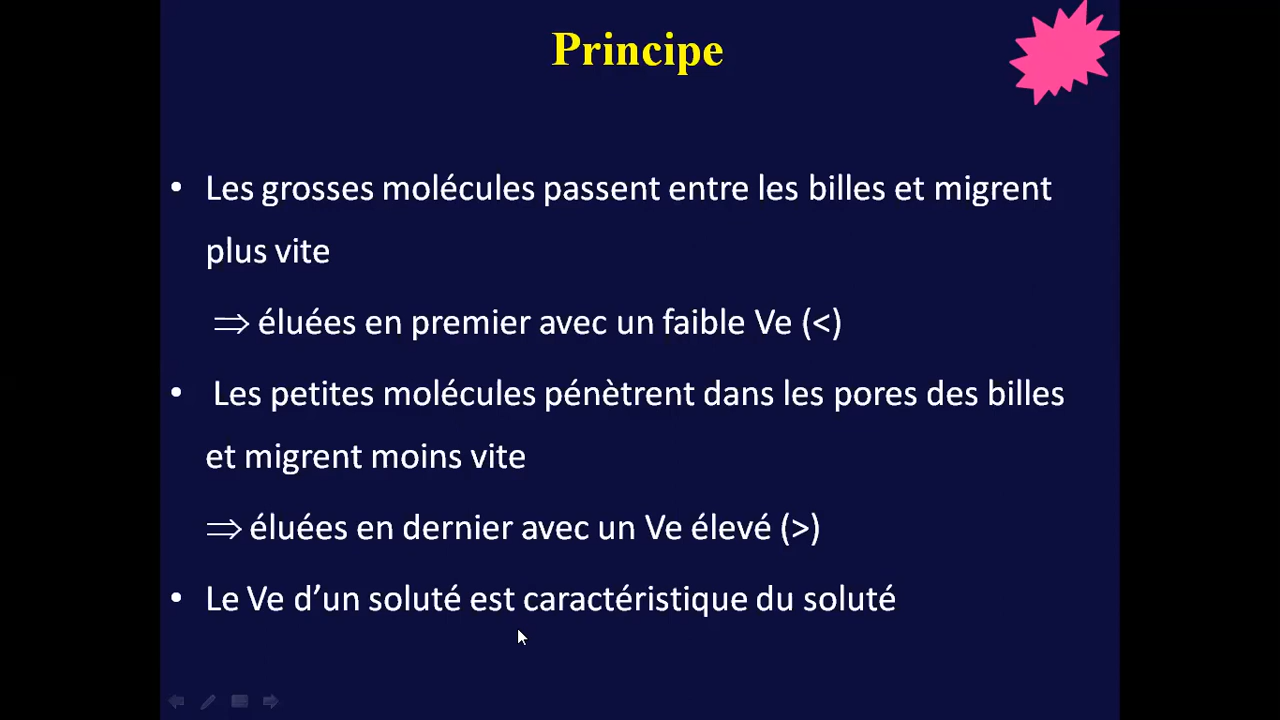 Principe
• Les grosses molécules passent entre les billes et migrent
plus vite
⇒ éluées en premier avec un faible Ve (<)
• Les petites molécules pénètrent dans les pores des billes
et migrent moins vite
⇒ éluées en dernier avec un Ve élevé (>)
• Le Ve d’un soluté est caractéristique du soluté